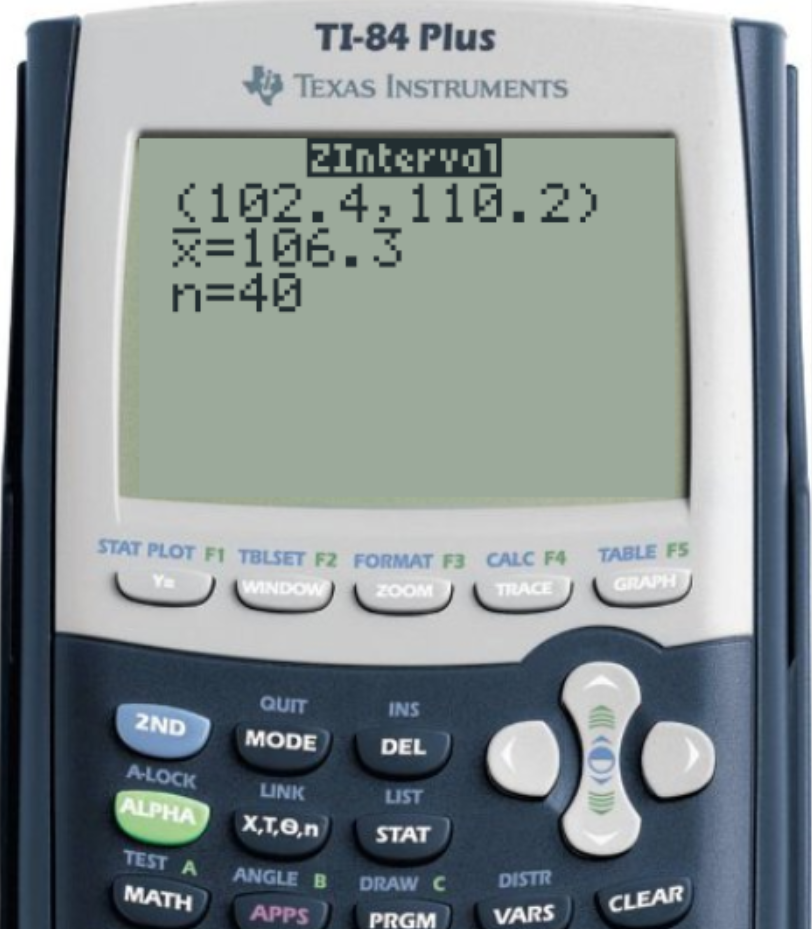 TI-84 Plus
TEXAS INSTRUMENTS
ZInterval
(102.4,110.2)
x̄=106.3
n=40
STAT PLOT F1 TBLSET F2 FORMAT F3 CALC F4 TABLE F5
Y= WINDOW ZOOM TRACE GRAPH
QUIT INS
2ND MODE DEL
A-LOCK LINK LIST
ALPHA X,T,Θ,n STAT
TEST A ANGLE B DRAW C DISTR
MATH APPS PRGM VARS CLEAR